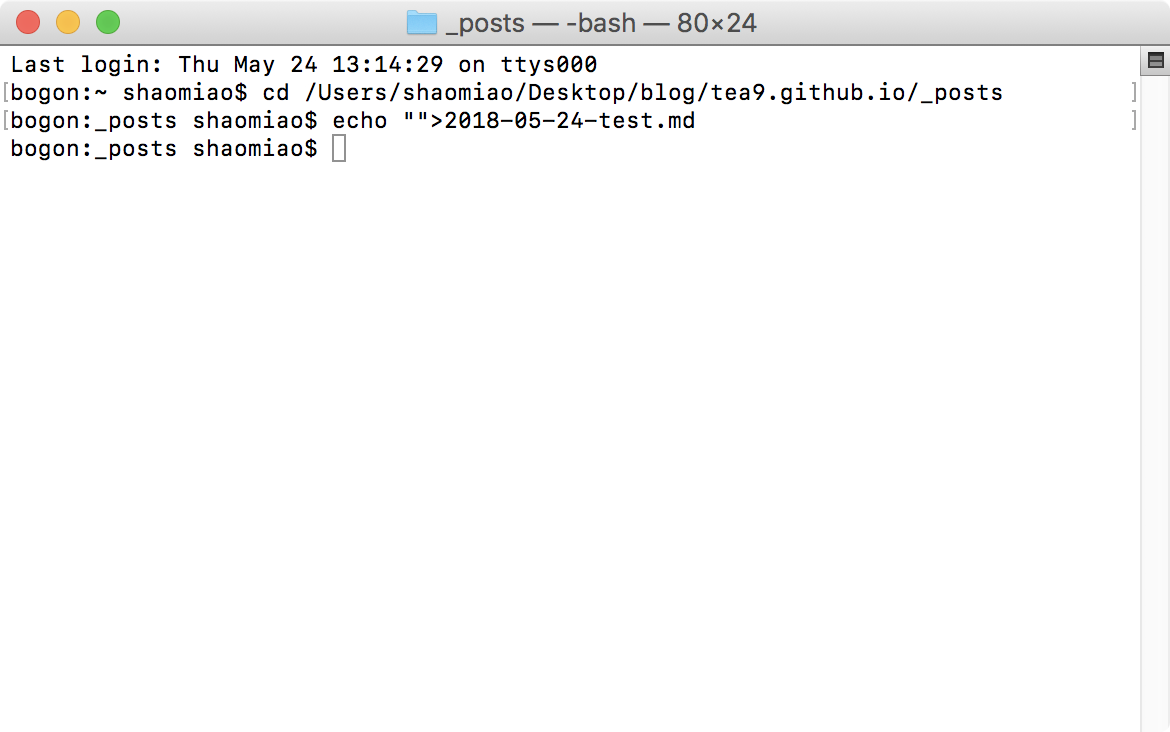 _posts — -bash — 80×24
Last login: Thu May 24 13:14:29 on ttys000
[bogon:~ shaomiao$ cd /Users/shaomiao/Desktop/blog/tea9.github.io/_posts ]
[bogon:_posts shaomiao$ echo "">2018-05-24-test.md ]
bogon:_posts shaomiao$